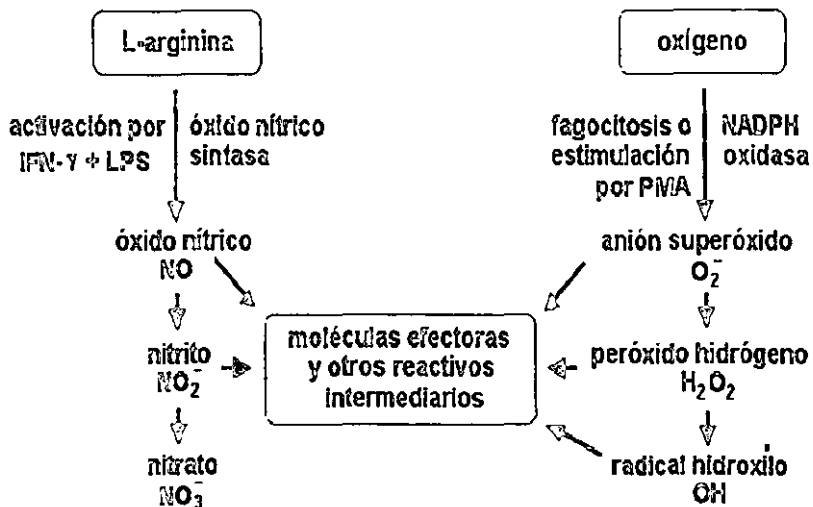 L-arginina
activación por
IFN-γ + LPS
óxido nítrico
sintasa
óxido nítrico
NO
nitrito
NO₂⁻
nitrato
NO₃⁻
moléculas efectoras
y otros reactivos
intermediarios
oxígeno
fagocitosis o
estimulación
por PMA
NADPH
oxidasa
anión superóxido
O₂⁻
peróxido hidrógeno
H₂O₂
radical hidroxilo
OH